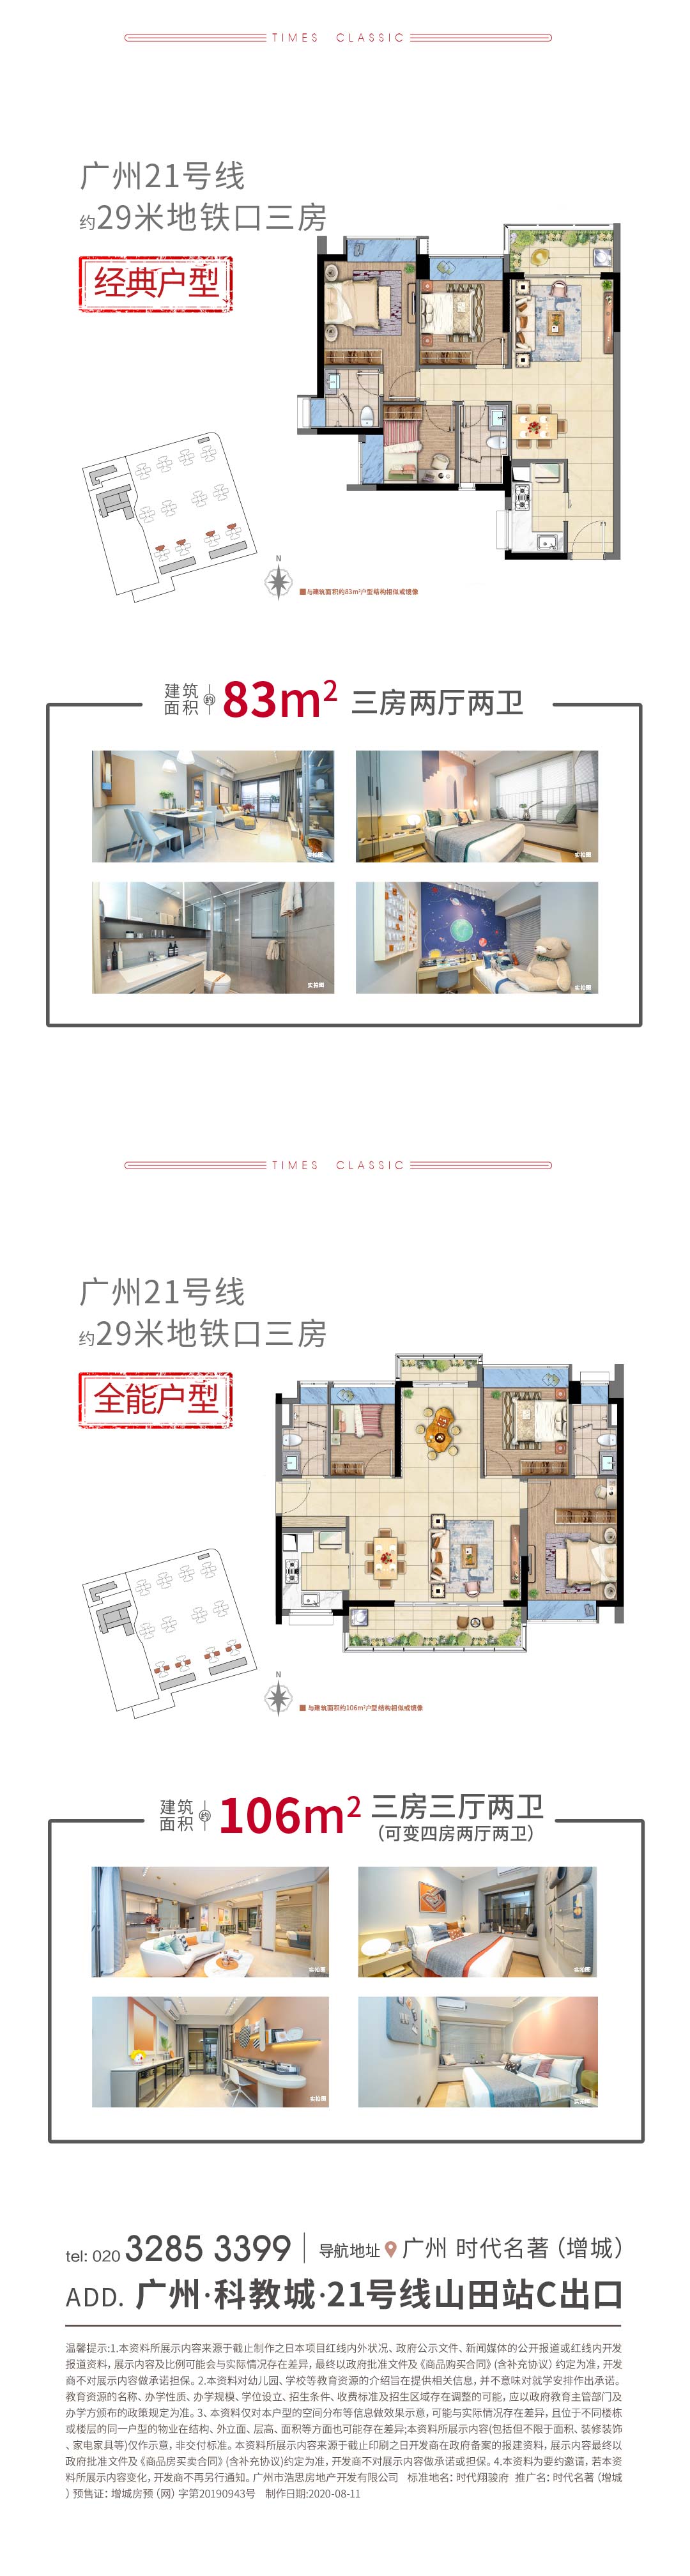 TIMES CLASSIC
广州21号线
约29米地铁口三房
经典户型
N
与建筑面积约83m²户型结构相似或镜像
建筑面积约83m² 三房两厅两卫
实拍图
实拍图
实拍图
实拍图
TIMES CLASSIC
广州21号线
约29米地铁口三房
全能户型
N
与建筑面积约106m²户型结构相似或镜像
建筑面积约106m² 三房三厅两卫
（可变四房两厅两卫）
实拍图
实拍图
实拍图
实拍图
tel: 020 3285 3399 导航地址 广州 时代名著（增城）
ADD. 广州·科教城·21号线山田站C出口
温馨提示:1.本资料所展示内容来源于截止制作之日本项目红线内外状况、政府公示文件、新闻媒体的公开报道或红线内开发
报道资料，展示内容及比例可能会与实际情况存在差异，最终以政府批准文件及《商品购买合同》(含补充协议）约定为准，开发
商不对展示内容做承诺担保。2.本资料对幼儿园、学校等教育资源的介绍旨在提供相关信息，并不意味对就学安排作出承诺。
教育资源的名称、办学性质、办学规模、学位设立、招生条件、收费标准及招生区域存在调整的可能，应以政府教育主管部门及
办学方颁布的政策规定为准。3、本资料仅对本户型的空间分布等信息做效果示意，可能与实际情况存在差异，且位于不同楼栋
或楼层的同一户型的物业在结构、外立面、层高、面积等方面也可能存在差异;本资料所展示内容(包括但不限于面积、装修装饰
、家电家具等)仅作示意，非交付标准。本资料所展示内容来源于截止印刷之日开发商在政府备案的报建资料，展示内容最终以
政府批准文件及《商品房买卖合同》(含补充协议)约定为准，开发商不对展示内容做承诺或担保。4.本资料为要约邀请，若本资
料所展示内容变化，开发商不再另行通知。广州市浩思房地产开发有限公司 标准地名：时代翔骏府 推广名：时代名著（增城
）预售证：增城房预（网）字第20190943号 制作日期:2020-08-11